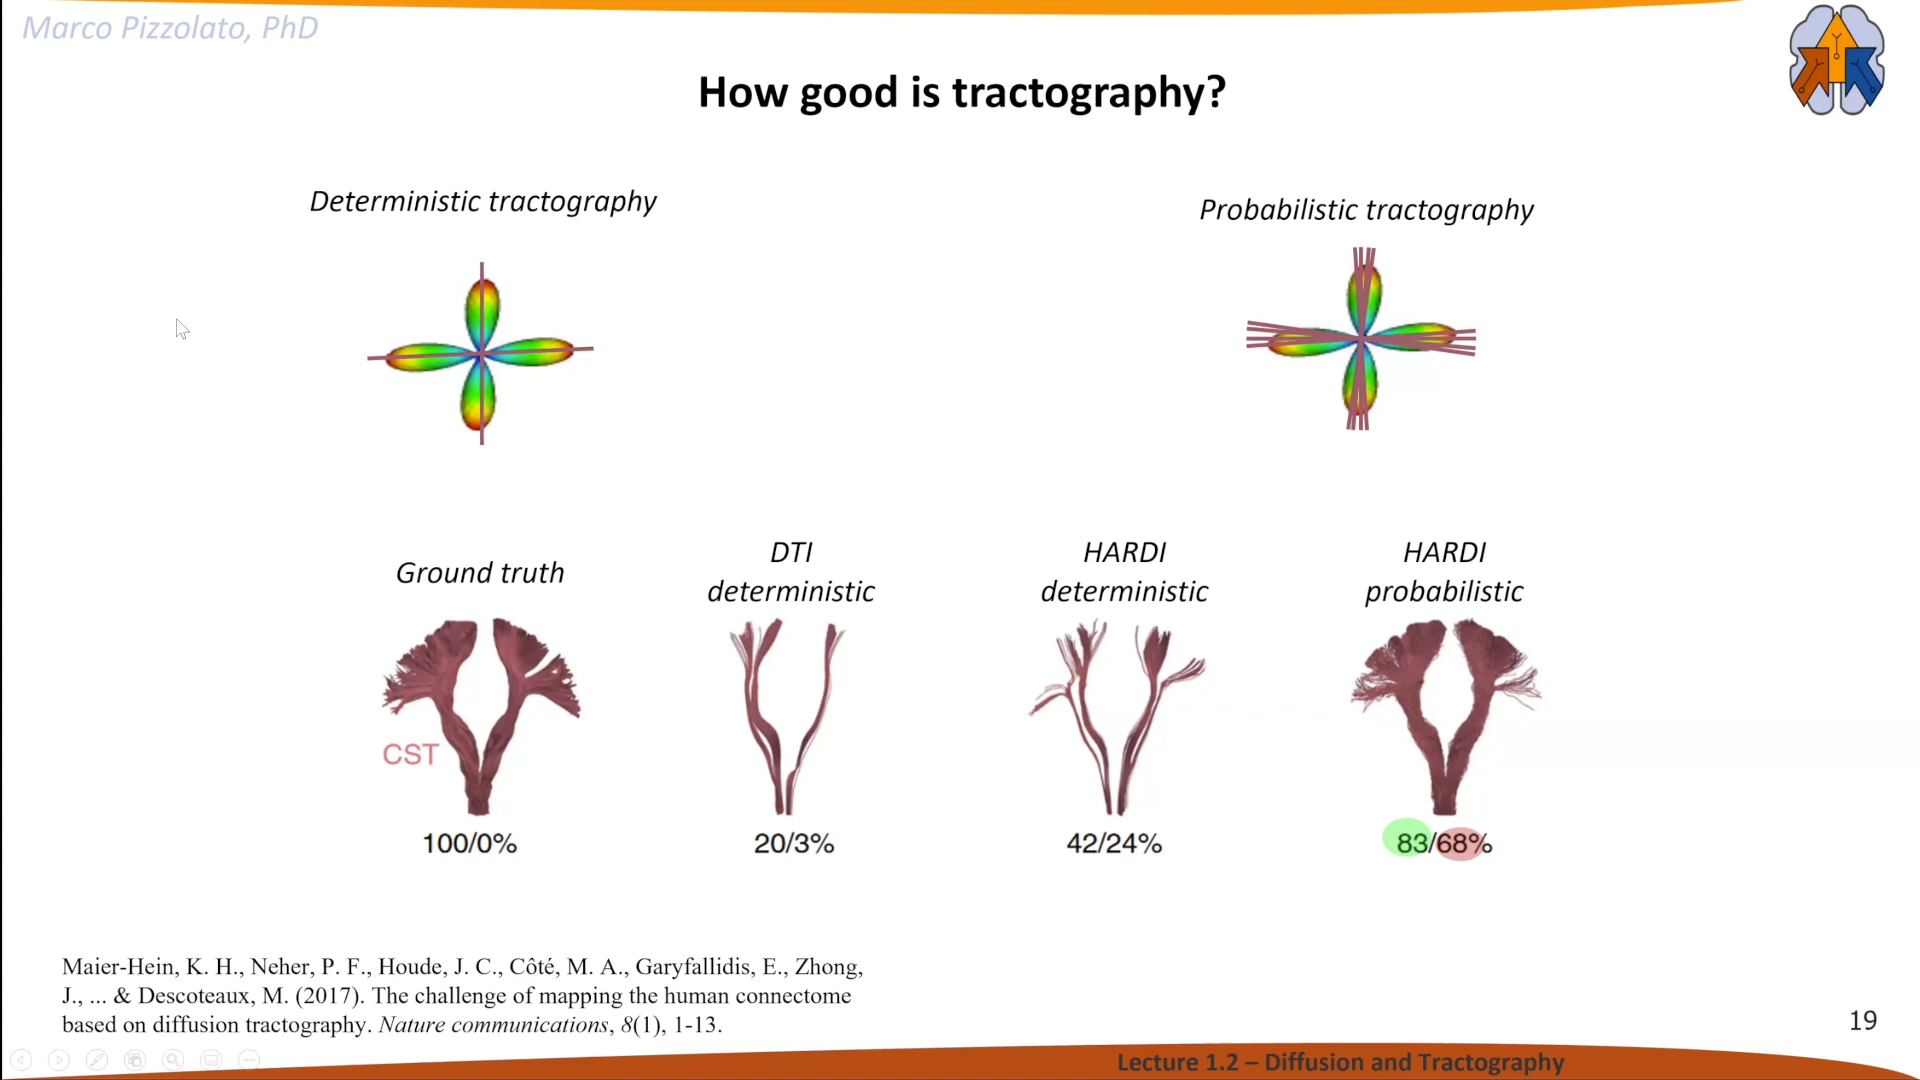 Marco Pizzolato, PhD
How good is tractography?
Deterministic tractography
Probabilistic tractography
Ground truth
DTI
deterministic
HARDI
deterministic
HARDI
probabilistic
CST
100/0%
20/3%
42/24%
83/68%
Maier-Hein, K. H., Neher, P. F., Houde, J. C., Côté, M. A., Garyfallidis, E., Zhong,
J., ... & Descoteaux, M. (2017). The challenge of mapping the human connectome
based on diffusion tractography. Nature communications, 8(1), 1-13.
19
Lecture 1.2 – Diffusion and Tractography